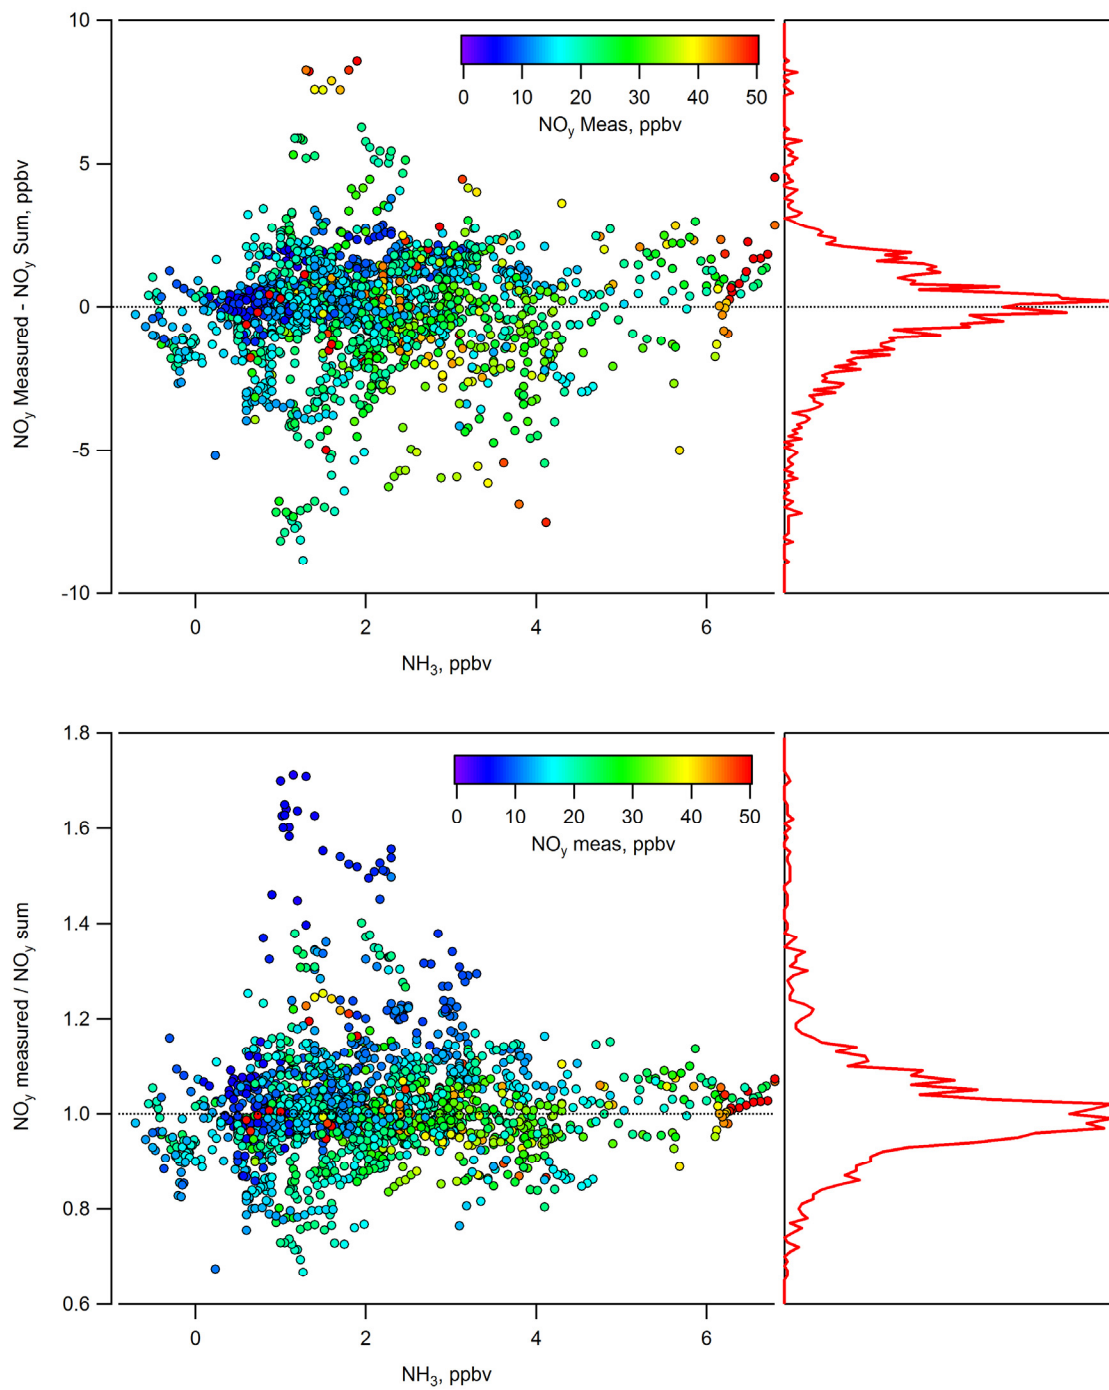 10
5
0
-5
-10
NOy Measured - NOy Sum, ppbv
0 10 20 30 40 50
NOy Meas, ppbv
0 2 4 6
NH3, ppbv
1.8
1.6
1.4
1.2
1.0
0.8
0.6
NOy measured / NOy sum
0 10 20 30 40 50
NOy meas, ppbv
0 2 4 6
NH3, ppbv